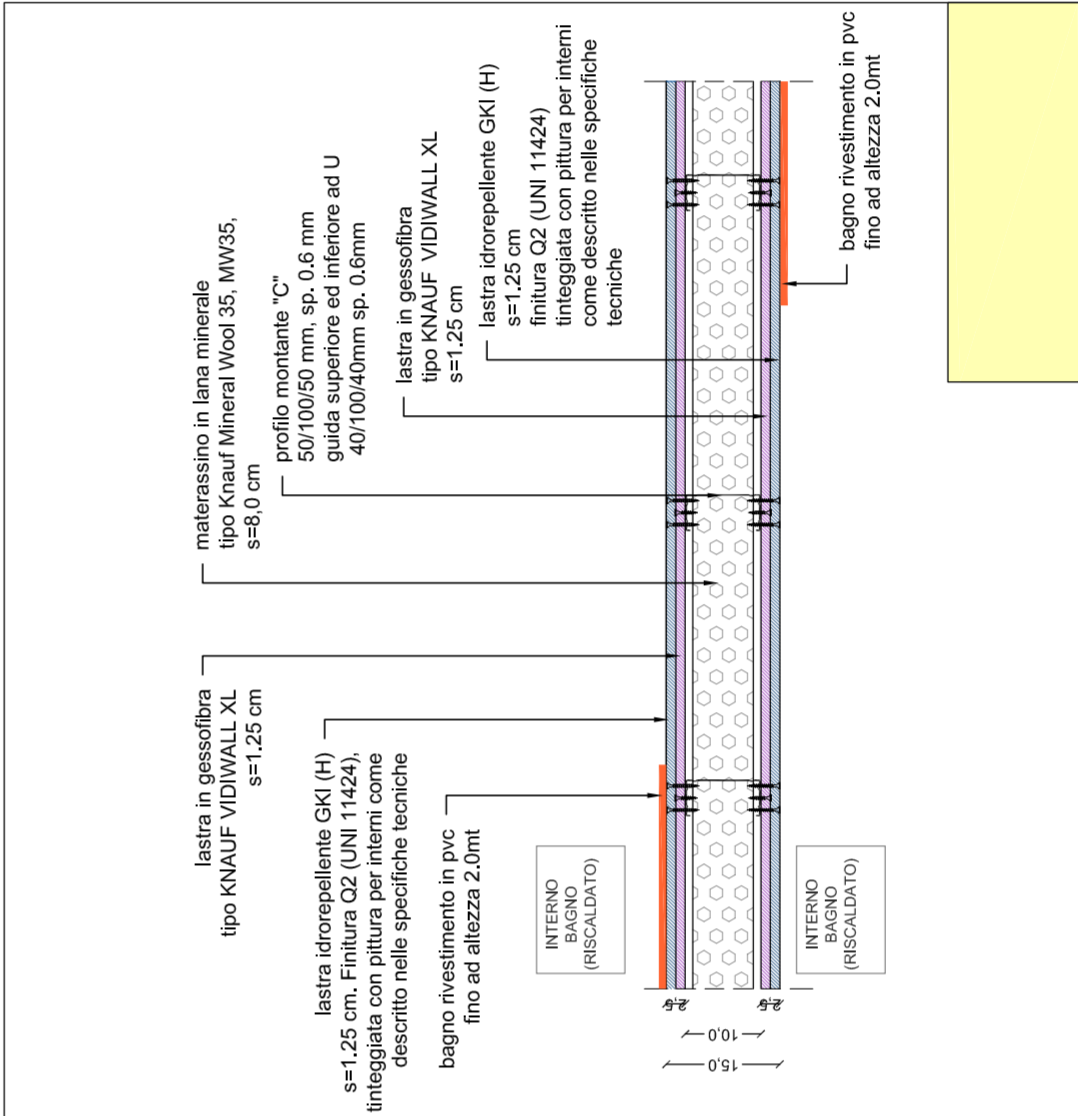 lastra in gessofibra
tipo KNAUF VIDIWALL XL
s=1.25 cm
lastra idrorepellente GKI (H)
s=1.25 cm. Finitura Q2 (UNI 11424),
tinteggiata con pittura per interni come
descritto nelle specifiche tecniche
bagno rivestimento in pvc
fino ad altezza 2.0mt
materassino in lana minerale
tipo Knauf Mineral Wool 35, MW35,
s=8,0 cm
profilo montante "C"
50/100/50 mm, sp. 0.6 mm
guida superiore ed inferiore ad U
40/100/40mm sp. 0.6mm
lastra in gessofibra
tipo KNAUF VIDIWALL XL
s=1.25 cm
lastra idrorepellente GKI (H)
s=1.25 cm
finitura Q2 (UNI 11424)
tinteggiata con pittura per interni
come descritto nelle specifiche
tecniche
bagno rivestimento in pvc
fino ad altezza 2.0mt
INTERNO
BAGNO
(RISCALDATO)
INTERNO
BAGNO
(RISCALDATO)
2,5
10,0
2,5
15,0